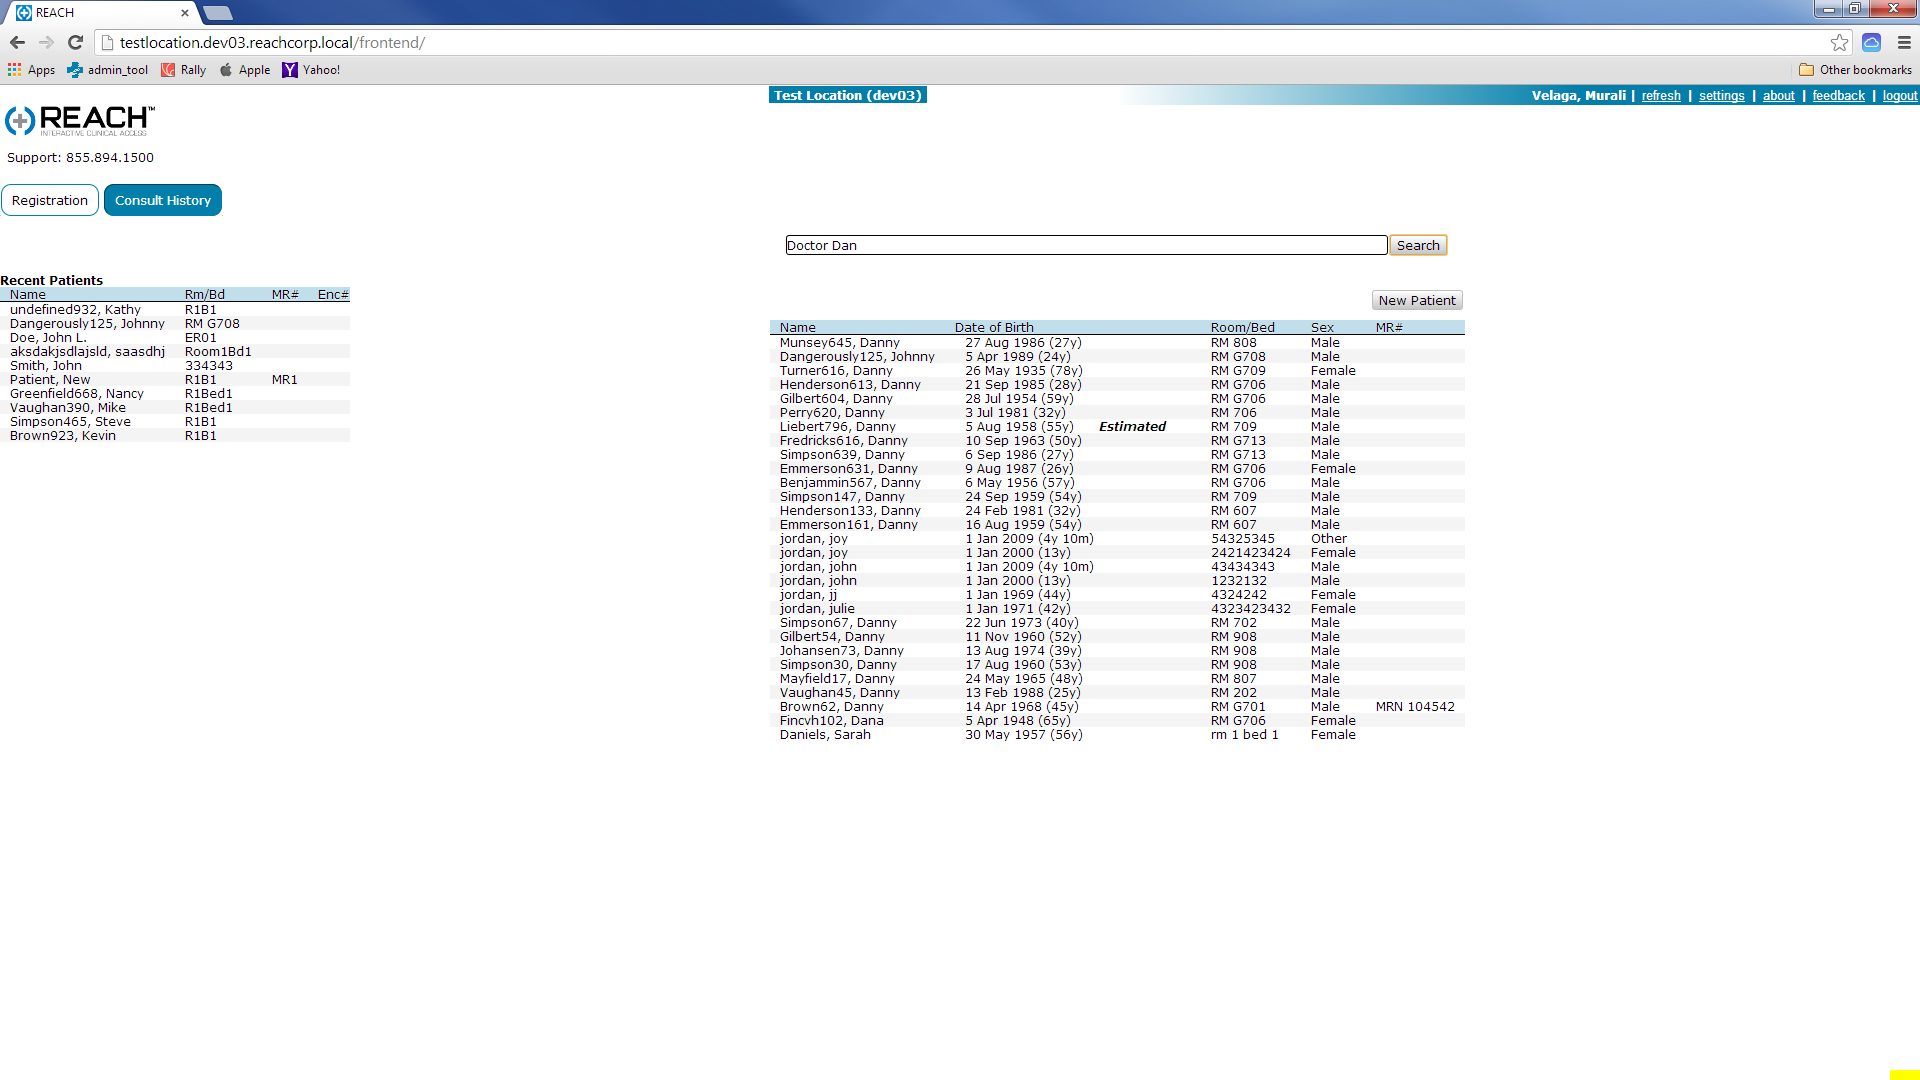 REACH
testlocation.dev03.reachcorp.local/frontend/
Apps admin_tool Rally Apple Yahoo! Other bookmarks
Test Location (dev03) Velaga, Murali | refresh | settings | about | feedback | logout
REACH™
INTERACTIVE CLINICAL ACCESS
Support: 855.894.1500
Registration Consult History
Doctor Dan Search
Recent Patients
Name Rm/Bd MR# Enc#
undefined932, Kathy R1B1
Dangerously125, Johnny RM G708
Doe, John L. ER01
aksdakjsdlajsld, saasdhj Room1Bd1
Smith, John 334343
Patient, New R1B1 MR1
Greenfield668, Nancy R1Bed1
Vaughan390, Mike R1Bed1
Simpson465, Steve R1B1
Brown923, Kevin R1B1
New Patient
Name Date of Birth Room/Bed Sex MR#
Munsey645, Danny 27 Aug 1986 (27y) RM 808 Male
Dangerously125, Johnny 5 Apr 1989 (24y) RM G708 Male
Turner616, Danny 26 May 1935 (78y) RM G709 Female
Henderson613, Danny 21 Sep 1985 (28y) RM G706 Male
Gilbert604, Danny 28 Jul 1954 (59y) RM G706 Male
Perry620, Danny 3 Jul 1981 (32y) RM 706 Male
Liebert796, Danny 5 Aug 1958 (55y) Estimated RM 709 Male
Fredricks616, Danny 10 Sep 1963 (50y) RM G713 Male
Simpson639, Danny 6 Sep 1986 (27y) RM G713 Male
Emmerson631, Danny 9 Aug 1987 (26y) RM G706 Female
Benjammin567, Danny 6 May 1956 (57y) RM G706 Male
Simpson147, Danny 24 Sep 1959 (54y) RM 709 Male
Henderson133, Danny 24 Feb 1981 (32y) RM 607 Male
Emmerson161, Danny 16 Aug 1959 (54y) RM 607 Male
jordan, joy 1 Jan 2009 (4y 10m) 54325345 Other
jordan, joy 1 Jan 2000 (13y) 2421423424 Female
jordan, john 1 Jan 2009 (4y 10m) 43434343 Male
jordan, john 1 Jan 2000 (13y) 1232132 Male
jordan, jj 1 Jan 1969 (44y) 4324242 Female
jordan, julie 1 Jan 1971 (42y) 4323423432 Female
Simpson67, Danny 22 Jun 1973 (40y) RM 702 Male
Gilbert54, Danny 11 Nov 1960 (52y) RM 908 Male
Johansen73, Danny 13 Aug 1974 (39y) RM 908 Male
Simpson30, Danny 17 Aug 1960 (53y) RM 908 Male
Mayfield17, Danny 24 May 1965 (48y) RM 807 Male
Vaughan45, Danny 13 Feb 1988 (25y) RM 202 Male
Brown62, Danny 14 Apr 1968 (45y) RM G701 Male MRN 104542
Fincvh102, Dana 5 Apr 1948 (65y) RM G706 Female
Daniels, Sarah 30 May 1957 (56y) rm 1 bed 1 Female